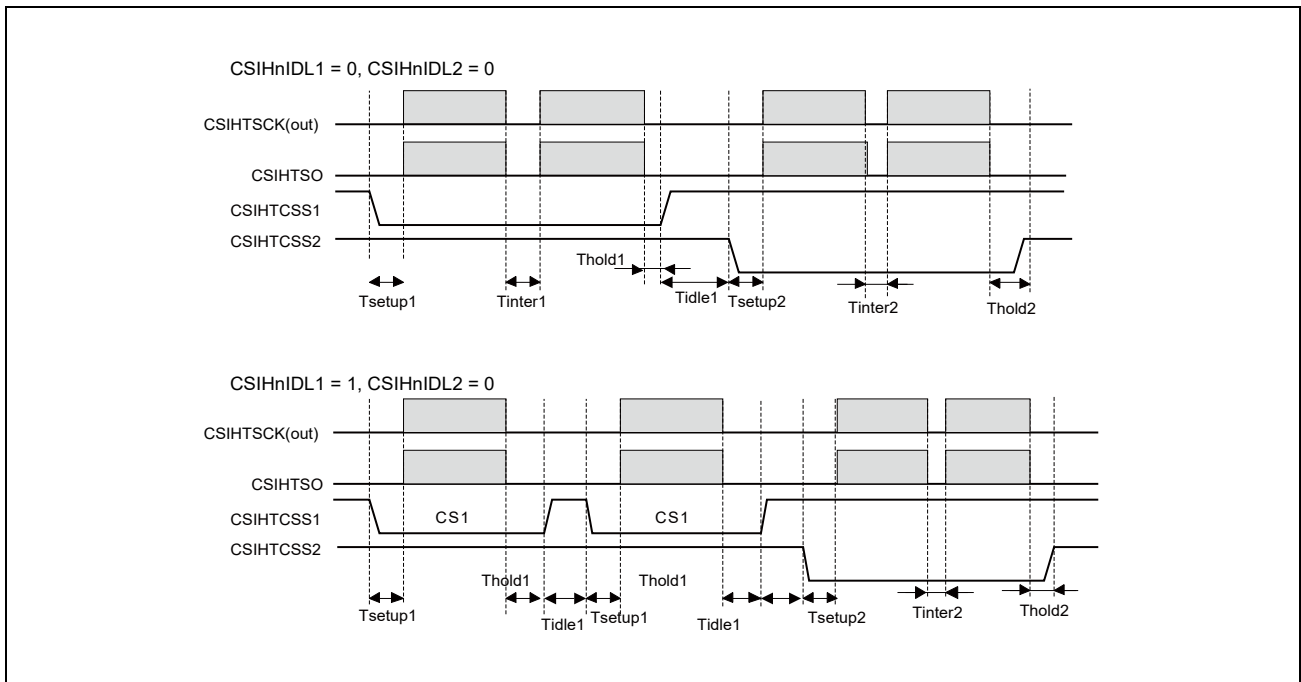 CSIHnIDL1 = 0, CSIHnIDL2 = 0
CSIHTSCK(out)
CSIHTSO
CSIHTCSS1
CSIHTCSS2
Thold1
Tsetup1
Tinter1
Tidle1
Tsetup2
Tinter2
Thold2
CSIHnIDL1 = 1, CSIHnIDL2 = 0
CSIHTSCK(out)
CSIHTSO
CSIHTCSS1
CS1
CS1
CSIHTCSS2
Thold1
Thold1
Tsetup1
Tidle1
Tsetup1
Tidle1
Tsetup2
Tinter2
Thold2